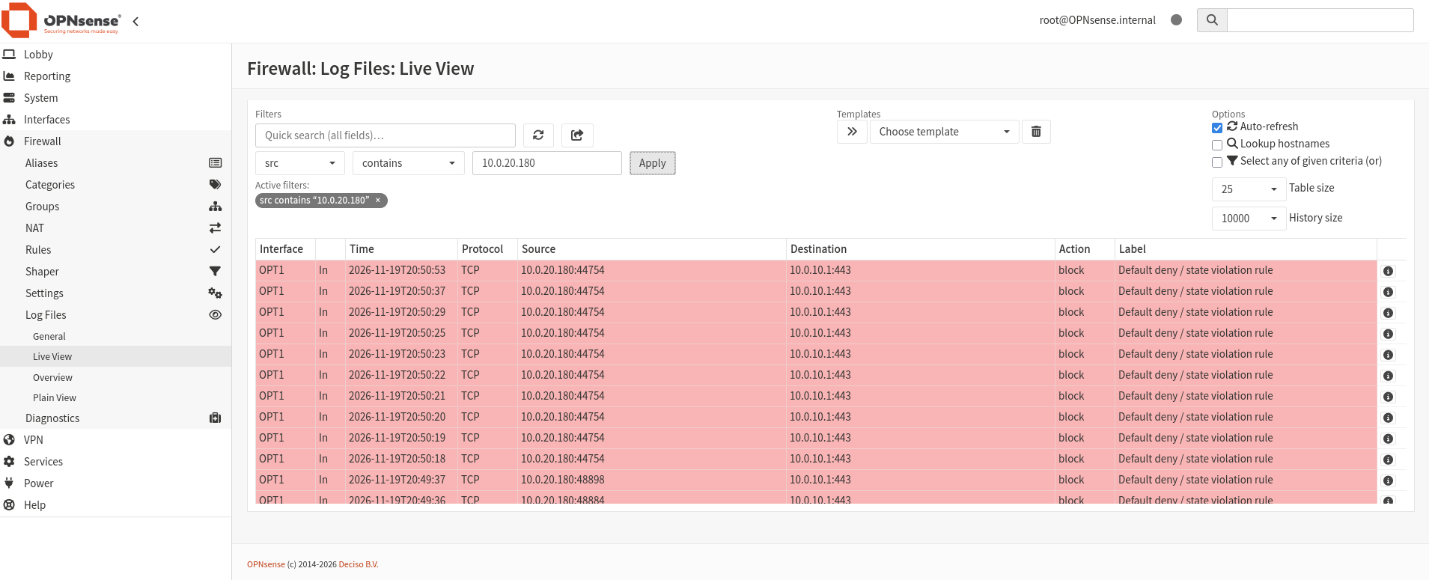 OPNsense
Securing networks made easy
root@OPNsense.internal
Lobby
Reporting
System
Interfaces
Firewall
Aliases
Categories
Groups
NAT
Rules
Shaper
Settings
Log Files
General
Live View
Overview
Plain View
Diagnostics
VPN
Services
Power
Help
Firewall: Log Files: Live View
Filters
Quick search (all fields)…
src contains 10.0.20.180 Apply
Active filters:
src contains “10.0.20.180” ×
Templates
Choose template
Options
Auto-refresh
Lookup hostnames
Select any of given criteria (or)
25 Table size
10000 History size
Interface Time Protocol Source Destination Action Label
OPT1 In 2026-11-19T20:50:53 TCP 10.0.20.180:44754 10.0.10.1:443 block Default deny / state violation rule
OPT1 In 2026-11-19T20:50:37 TCP 10.0.20.180:44754 10.0.10.1:443 block Default deny / state violation rule
OPT1 In 2026-11-19T20:50:29 TCP 10.0.20.180:44754 10.0.10.1:443 block Default deny / state violation rule
OPT1 In 2026-11-19T20:50:25 TCP 10.0.20.180:44754 10.0.10.1:443 block Default deny / state violation rule
OPT1 In 2026-11-19T20:50:23 TCP 10.0.20.180:44754 10.0.10.1:443 block Default deny / state violation rule
OPT1 In 2026-11-19T20:50:22 TCP 10.0.20.180:44754 10.0.10.1:443 block Default deny / state violation rule
OPT1 In 2026-11-19T20:50:21 TCP 10.0.20.180:44754 10.0.10.1:443 block Default deny / state violation rule
OPT1 In 2026-11-19T20:50:20 TCP 10.0.20.180:44754 10.0.10.1:443 block Default deny / state violation rule
OPT1 In 2026-11-19T20:50:19 TCP 10.0.20.180:44754 10.0.10.1:443 block Default deny / state violation rule
OPT1 In 2026-11-19T20:50:18 TCP 10.0.20.180:44754 10.0.10.1:443 block Default deny / state violation rule
OPT1 In 2026-11-19T20:49:37 TCP 10.0.20.180:48898 10.0.10.1:443 block Default deny / state violation rule
OPT1 In 2026-11-19T20:49:36 TCP 10.0.20.180:48884 10.0.10.1:443 block Default deny / state violation rule
OPNsense (c) 2014-2026 Deciso B.V.